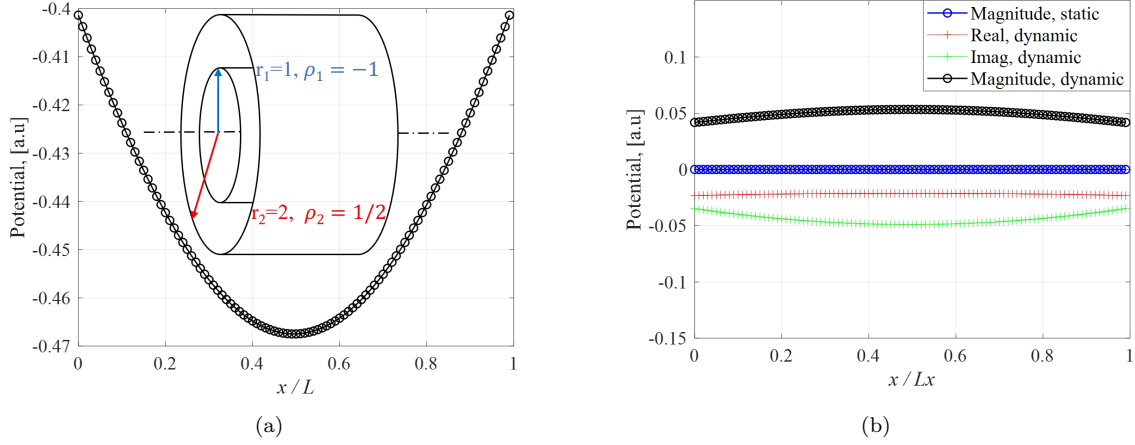 -0.4
-0.41
-0.42
-0.43
-0.44
-0.45
-0.46
-0.47
Potential, [a.u]
r₁=1, ρ₁ = −1
r₂=2, ρ₂ = 1/2
0 0.2 0.4 0.6 0.8 1
x / L
(a)
Magnitude, static
Real, dynamic
Imag, dynamic
Magnitude, dynamic
0.1
0.05
0
-0.05
-0.1
-0.15
Potential, [a.u]
0 0.2 0.4 0.6 0.8 1
x / Lx
(b)